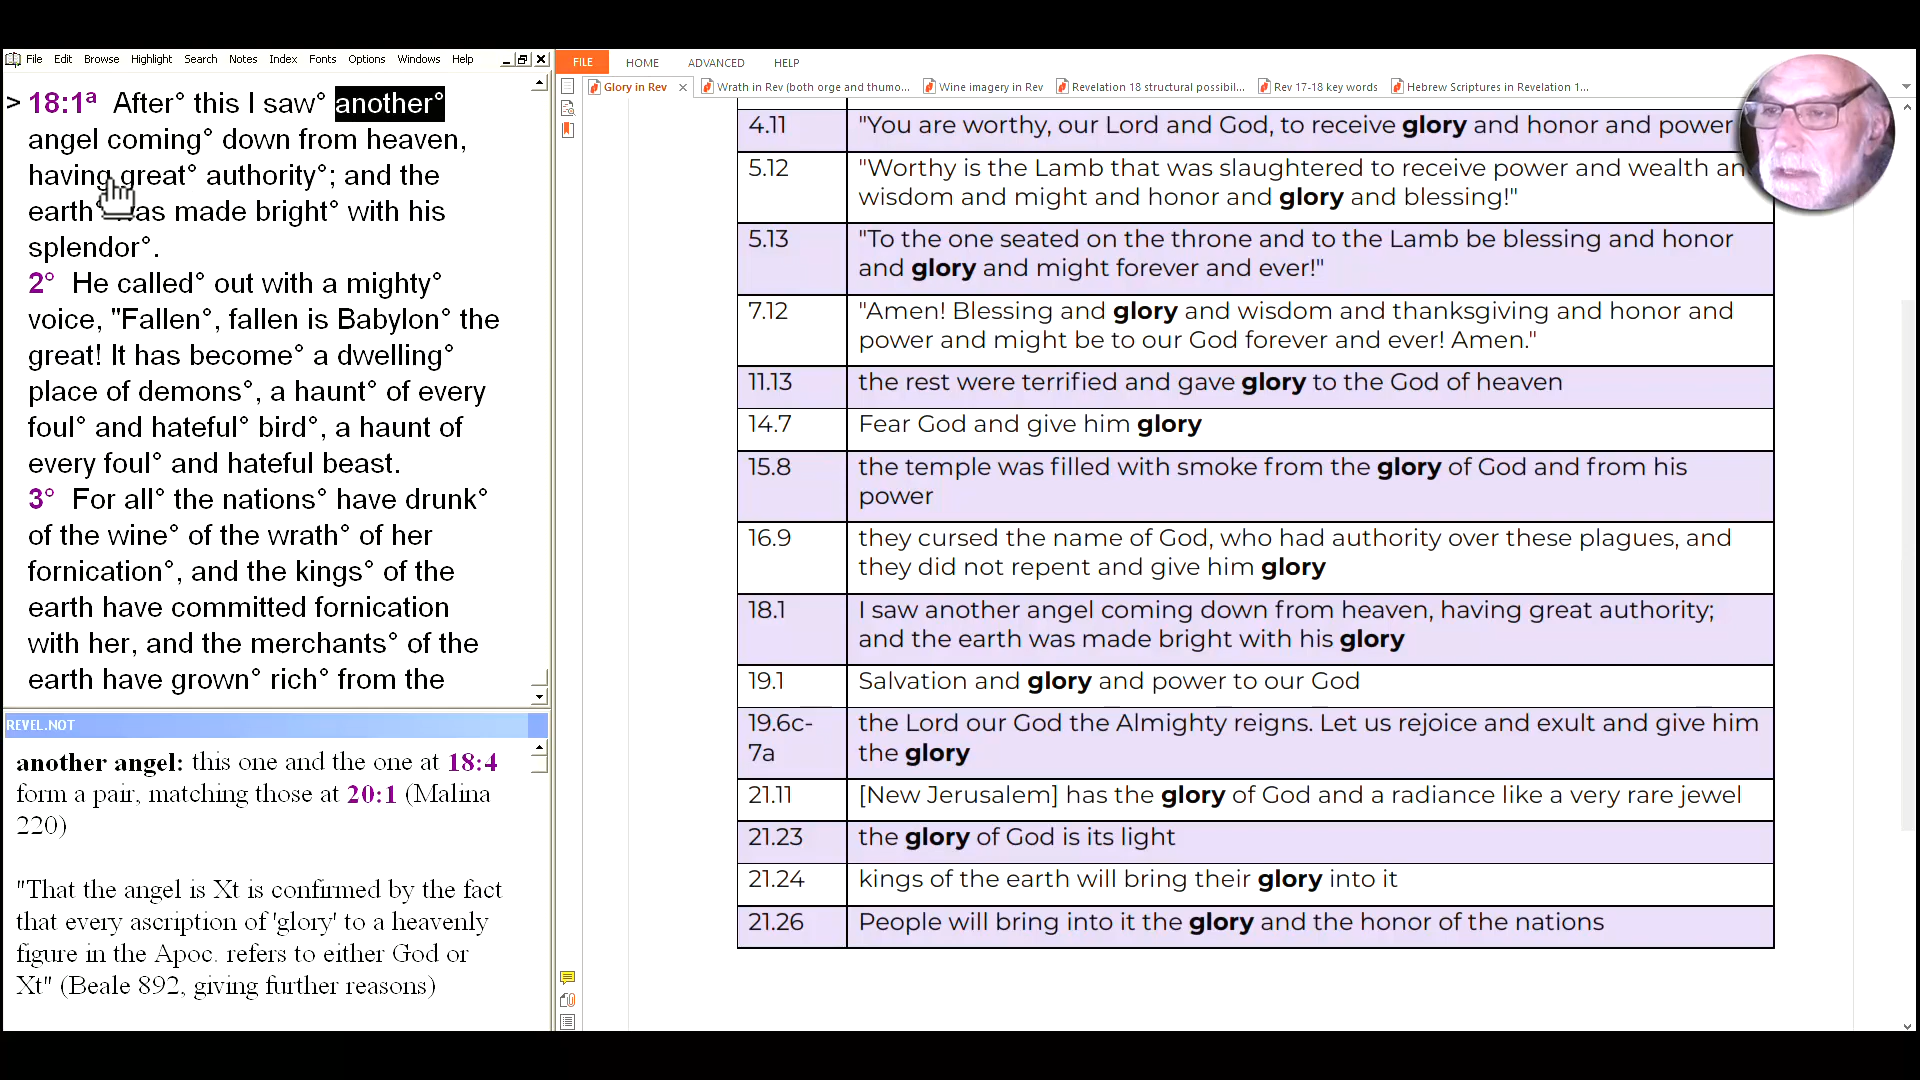 File Edit Browse Highlight Search Notes Index Fonts Options Windows Help
> 18:1ª After° this I saw° another°
angel coming° down from heaven,
having great° authority°; and the
earth° was made bright° with his
splendor°.
2° He called° out with a mighty°
voice, "Fallen°, fallen is Babylon° the
great! It has become° a dwelling°
place of demons°, a haunt° of every
foul° and hateful° bird°, a haunt of
every foul° and hateful beast.
3° For all° the nations° have drunk°
of the wine° of the wrath° of her
fornication°, and the kings° of the
earth have committed fornication
with her, and the merchants° of the
earth have grown° rich° from the
REVEL.NOT
another angel: this one and the one at 18:4
form a pair, matching those at 20:1 (Malina
220)
"That the angel is Xt is confirmed by the fact
that every ascription of 'glory' to a heavenly
figure in the Apoc. refers to either God or
Xt" (Beale 892, giving further reasons)
FILE HOME ADVANCED HELP
Glory in Rev Wrath in Rev (both orge and thumo... Wine imagery in Rev Revelation 18 structural possibil... Rev 17-18 key words Hebrew Scriptures in Revelation 1...
4.11 "You are worthy, our Lord and God, to receive glory and honor and power
5.12 "Worthy is the Lamb that was slaughtered to receive power and wealth an
wisdom and might and honor and glory and blessing!"
5.13 "To the one seated on the throne and to the Lamb be blessing and honor
and glory and might forever and ever!"
7.12 "Amen! Blessing and glory and wisdom and thanksgiving and honor and
power and might be to our God forever and ever! Amen."
11.13 the rest were terrified and gave glory to the God of heaven
14.7 Fear God and give him glory
15.8 the temple was filled with smoke from the glory of God and from his
power
16.9 they cursed the name of God, who had authority over these plagues, and
they did not repent and give him glory
18.1 I saw another angel coming down from heaven, having great authority;
and the earth was made bright with his glory
19.1 Salvation and glory and power to our God
19.6c- the Lord our God the Almighty reigns. Let us rejoice and exult and give him
7a the glory
21.11 [New Jerusalem] has the glory of God and a radiance like a very rare jewel
21.23 the glory of God is its light
21.24 kings of the earth will bring their glory into it
21.26 People will bring into it the glory and the honor of the nations